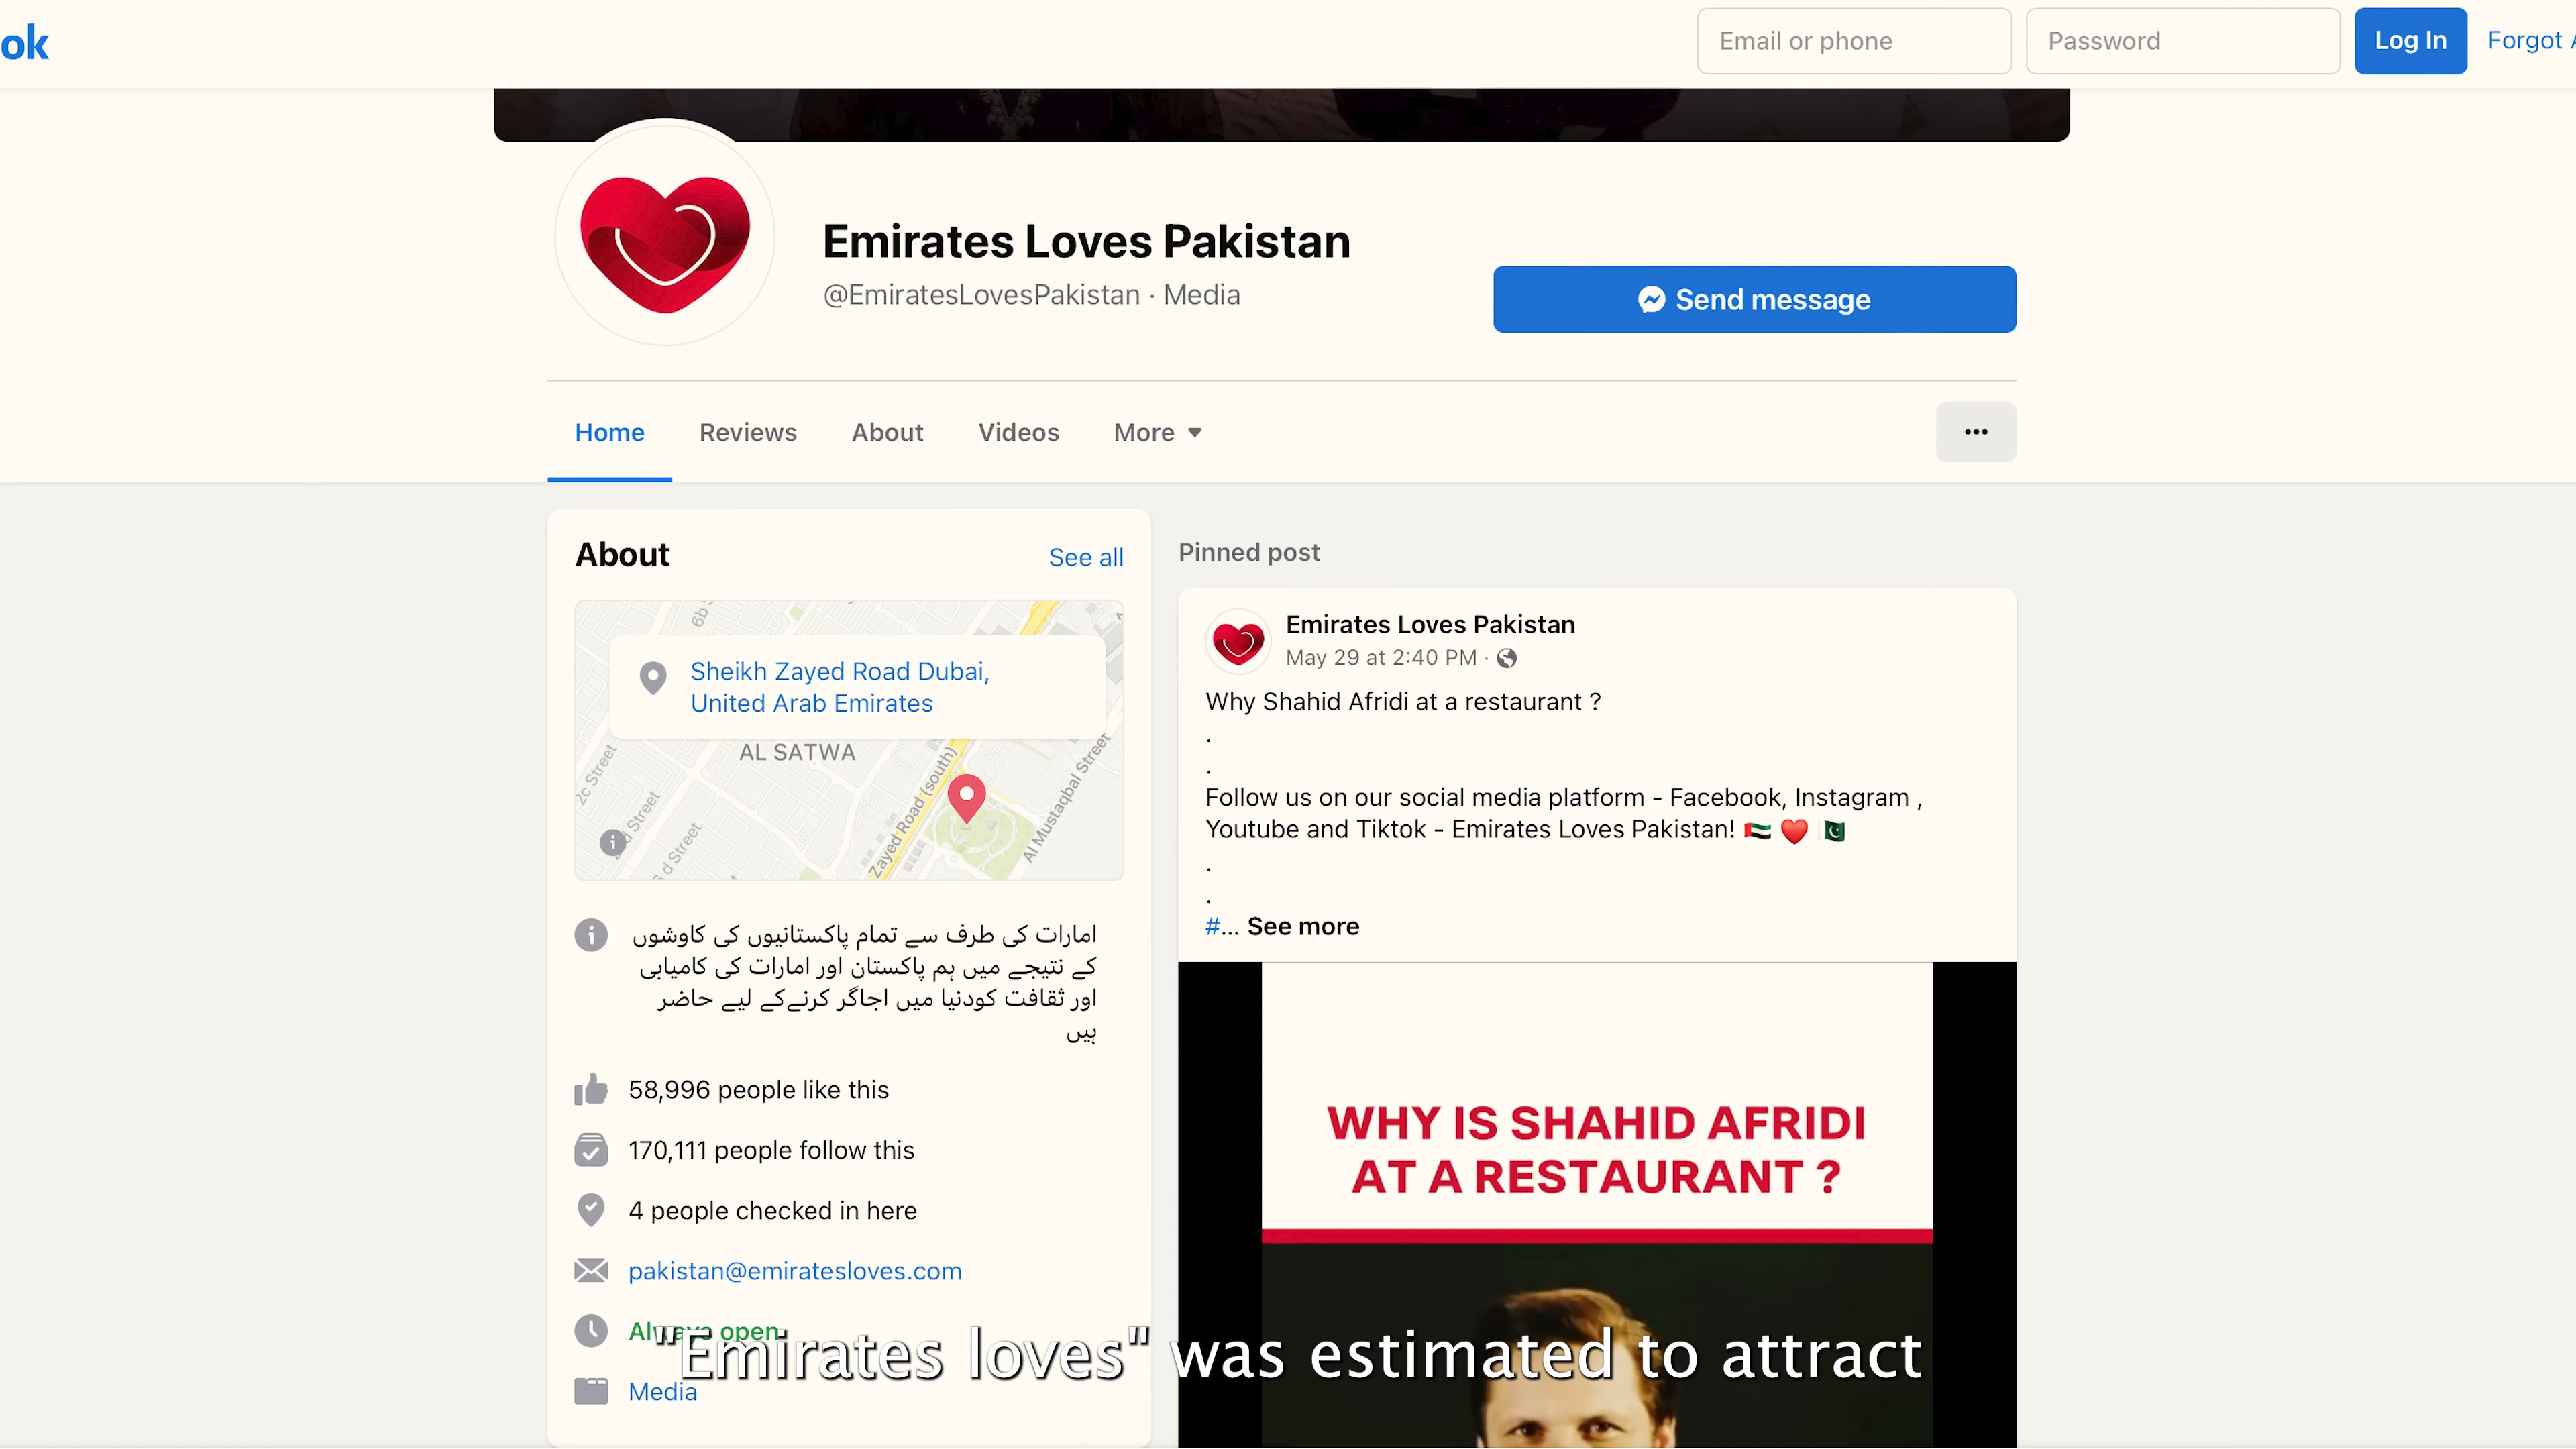 ok
Email or phone
Password
Log In
Forgot
Emirates Loves Pakistan
@EmiratesLovesPakistan · Media
Send message
Home
Reviews
About
Videos
More
About
See all
6b
Sheikh Zayed Road Dubai,
United Arab Emirates
AL SATWA
2c Street
Street
d Street
Zayed Road (south)
Al Mustaqbal Street
امارات کی طرف سے تمام پاکستانیوں کی کاوشوں
کے نتیجے میں ہم پاکستان اور امارات کی کامیابی
اور ثقافت کودنیا میں اجاگر کرنےکے لیے حاضر
ہیں
58,996 people like this
170,111 people follow this
4 people checked in here
pakistan@emiratesloves.com
Always open
Media
Pinned post
Emirates Loves Pakistan
May 29 at 2:40 PM ·
Why Shahid Afridi at a restaurant ?
.
.
Follow us on our social media platform - Facebook, Instagram ,
Youtube and Tiktok - Emirates Loves Pakistan! 🇦🇪 ♥️ 🇵🇰
.
.
#... See more
WHY IS SHAHID AFRIDI
AT A RESTAURANT ?
"Emirates loves" was estimated to attract